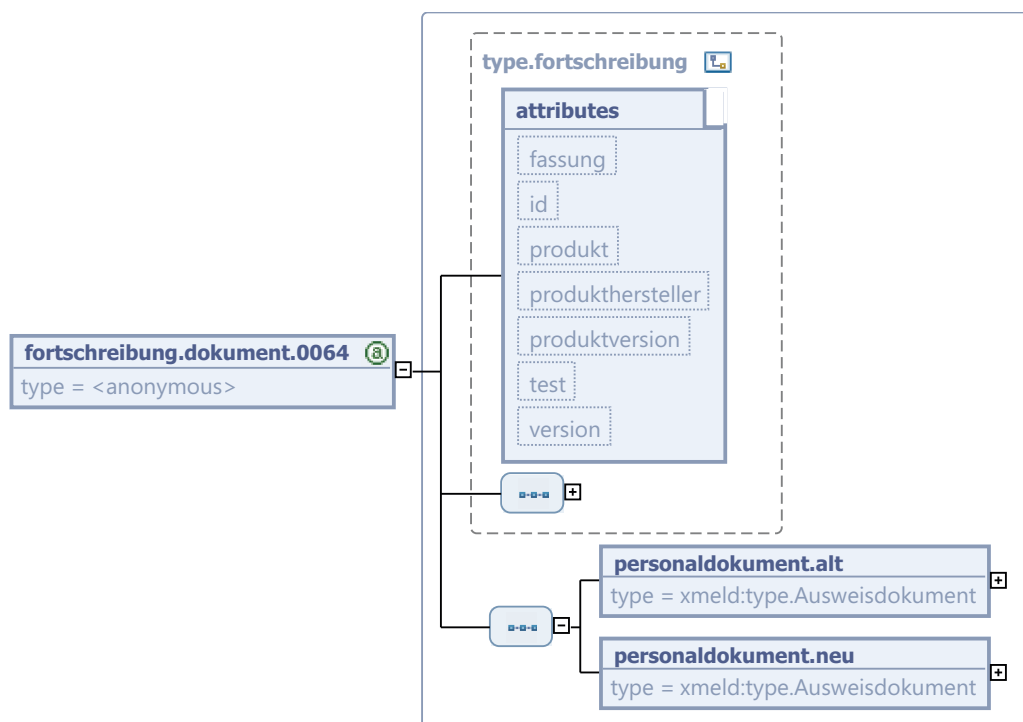 type.fortschreibung
attributes
fassung
id
produkt
produkthersteller
produktversion
test
version
fortschreibung.dokument.0064 @
type = <anonymous>
personaldokument.alt
type = xmeld:type.Ausweisdokument
personaldokument.neu
type = xmeld:type.Ausweisdokument